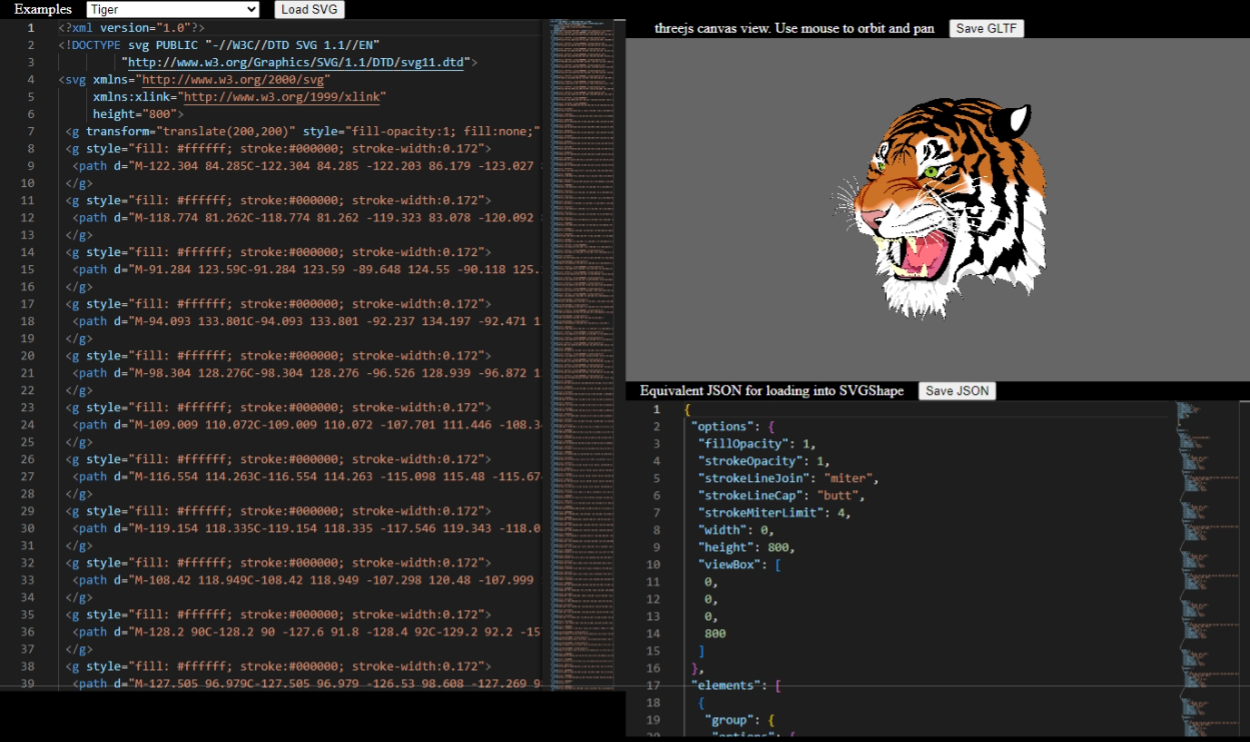 Examples Tiger Load SVG
1 <?xml version="1.0"?>
2 <!DOCTYPE svg PUBLIC "-//W3C//DTD SVG 1.1//EN"
3 "http://www.w3.org/Graphics/SVG/1.1/DTD/svg11.dtd">
4 <svg xmlns="http://www.w3.org/2000/svg"
5 xmlns:xlink="http://www.w3.org/1999/xlink"
6 height="800">
7 <g transform="translate(200,200)" style="fill-opacity:1; fill:none;"
8 <g style="fill: #ffffff; stroke:#000000; stroke-width:0.172">
9 <path d="M-122.304 84.285C-122.304 84.285 -122.203 86.179 -123.027
10 </g>
11 <g style="fill: #ffffff; stroke:#000000; stroke-width:0.172">
12 <path d="M-118.774 81.262C-118.774 81.262 -119.323 83.078 -120.092
13 </g>
14 <g style="fill: #ffffff; stroke:#000000; stroke-width:0.172">
15 <path d="M-91.284 123.59C-91.284 123.59 -89.648 124.55 -90.118 125.
16 </g>
17 <g style="fill: #ffffff; stroke:#000000; stroke-width:0.172">
18 <path d="M-94.093 133.801C-94.093 133.801 -92.237 134.197 -92.471
19 </g>
20 <g style="fill: #ffffff; stroke:#000000; stroke-width:0.172">
21 <path d="M-98.304 128.276C-98.304 128.276 -96.526 128.939 -96.872
22 </g>
23 <g style="fill: #ffffff; stroke:#000000; stroke-width:0.172">
24 <path d="M-109.009 110.072C-109.009 110.072 -107.701 111.446 -108.3
25 </g>
26 <g style="fill: #ffffff; stroke:#000000; stroke-width:0.172">
27 <path d="M-116.554 114.263C-116.554 114.263 -115.098 115.48 -115.67
28 </g>
29 <g style="fill: #ffffff; stroke:#000000; stroke-width:0.172">
30 <path d="M-119.154 118.335C-119.154 118.335 -117.546 119.343 -118.0
31 </g>
32 <g style="fill: #ffffff; stroke:#000000; stroke-width:0.172">
33 <path d="M-108.42 118.949C-108.42 118.949 -107.298 120.48 -107.999
34 </g>
35 <g style="fill: #ffffff; stroke:#000000; stroke-width:0.172">
36 <path d="M-128.2 90C-128.2 90 -127.6 91.8 -128.4 92C-129.2 92.2 -15
37 </g>
38 <g style="fill: #ffffff; stroke:#000000; stroke-width:0.172">
39 <path d="M-127.505 96.979C-127.505 96.979 -126.53 98.608 -127.269
threejs canvas view. Use mouse to orbit and pan Save GLTF
Equivalent JSON for loading into SVGShape Save JSON
1 {
2 "options": {
3 "fillOpacity": 1,
4 "strokeOpacity": 1,
5 "strokeLineJoin": "miter",
6 "strokeLineCap": "butt",
7 "strokeMiterLimit": 4,
8 "width": 0,
9 "height": 800,
10 "viewBox": [
11 0,
12 0,
13 0,
14 800
15 ]
16 },
17 "elements": [
18 {
19 "group": {
20 "options": {